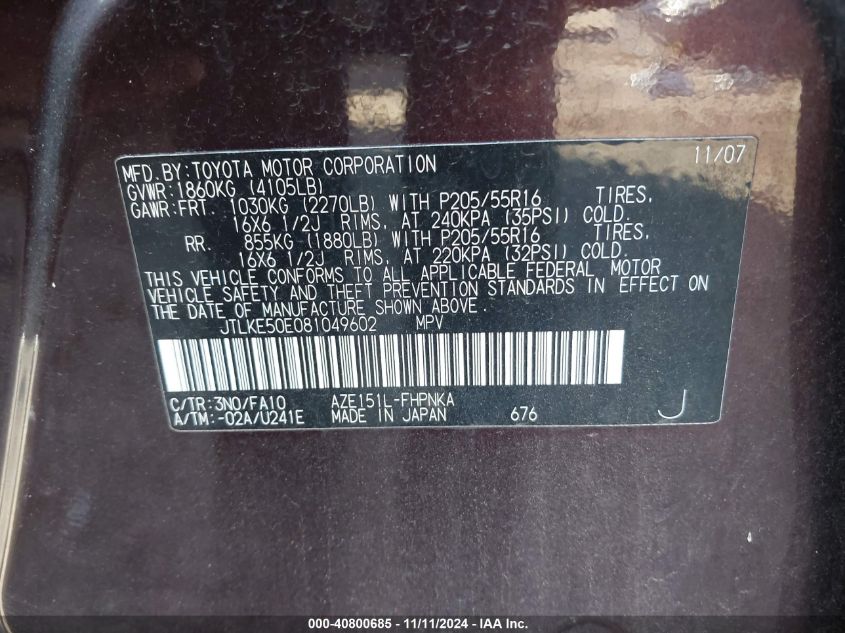 MFD.BY:TOYOTA MOTOR CORPORATION 11/07
GVWR:1860KG (4105LB)
GAWR:FRT. 1030KG (2270LB) WITH P205/55R16 TIRES,
16X6 1/2J RIMS, AT 240KPA (35PSI) COLD.
RR. 855KG (1880LB) WITH P205/55R16 TIRES,
16X6 1/2J RIMS, AT 220KPA (32PSI) COLD.
THIS VEHICLE CONFORMS TO ALL APPLICABLE FEDERAL MOTOR
VEHICLE SAFETY AND THEFT PREVENTION STANDARDS IN EFFECT ON
THE DATE OF MANUFACTURE SHOWN ABOVE.
JTLKE50E081049602 MPV
C/TR:3N0/FA10 AZE151L-FHPNKA
A/TM:-02A/U241E MADE IN JAPAN 676 J
000-40800685 - 11/11/2024 - IAA Inc.